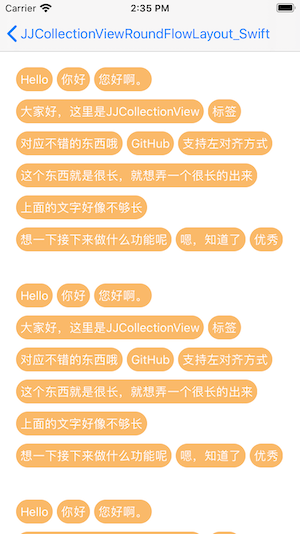 Carrier 2:35 PM
JJCollectionViewRoundFlowLayout_Swift
Hello 你好 您好啊。
大家好，这里是JJCollectionView 标签
对应不错的东西哦 GitHub 支持左对齐方式
这个东西就是很长，就想弄一个很长的出来
上面的文字好像不够长
想一下接下来做什么功能呢 嗯，知道了 优秀
Hello 你好 您好啊。
大家好，这里是JJCollectionView 标签
对应不错的东西哦 GitHub 支持左对齐方式
这个东西就是很长，就想弄一个很长的出来
上面的文字好像不够长
想一下接下来做什么功能呢 嗯，知道了 优秀
Hello 你好 您好啊。